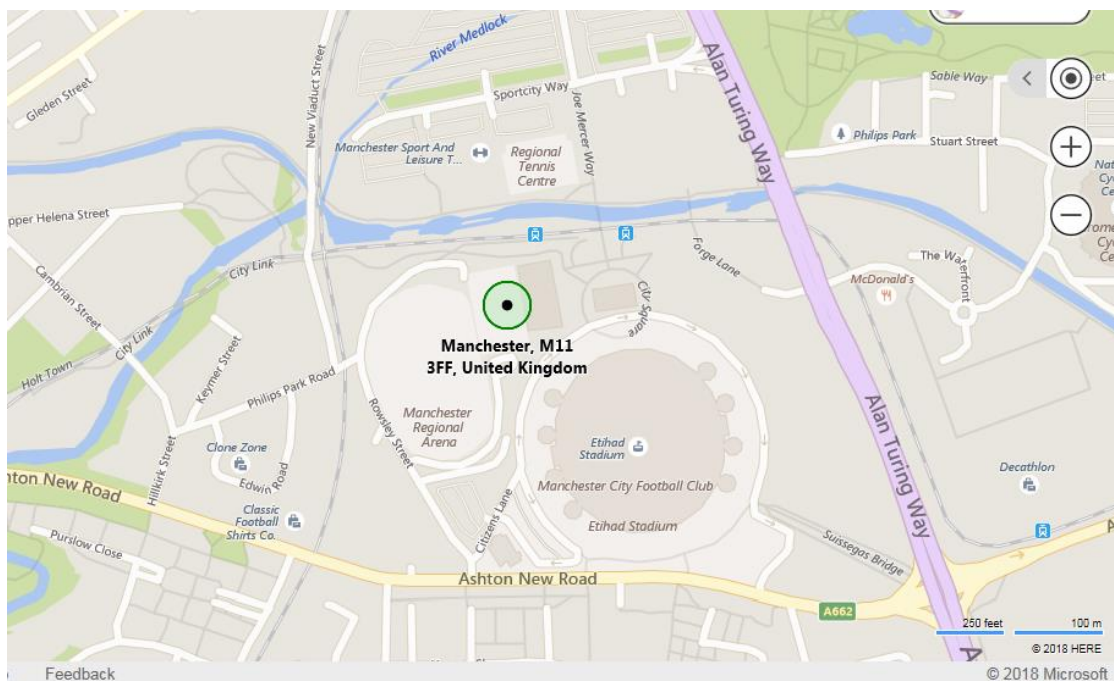 River Medlock
Alan Turing Way
Gleden Street
New Viaduct Street
Sportcity Way
Joe Mercer Way
Sable Way
Philips Park
Stuart Street
Manchester Sport And
Leisure T...
Regional
Tennis
Centre
Helena Street
City Link
Forge Lane
The Waterfront
McDonald's
Cambrian Street
City Link
Holt Town
Keymer Street
City Square
Manchester, M11
3FF, United Kingdom
Philips Park Road
Rowsley Street
Manchester
Regional
Arena
Etihad
Stadium
Alan Turing Way
Clone Zone
Edwin Road
Hillkirk Street
Manchester City Football Club
Decathlon
Ashton New Road
Classic
Football
Shirts Co.
Citizens Lane
Etihad Stadium
Suissegas Bridge
Purslow Close
Ashton New Road
A662
250 feet
100 m
© 2018 HERE
Feedback
© 2018 Microsoft